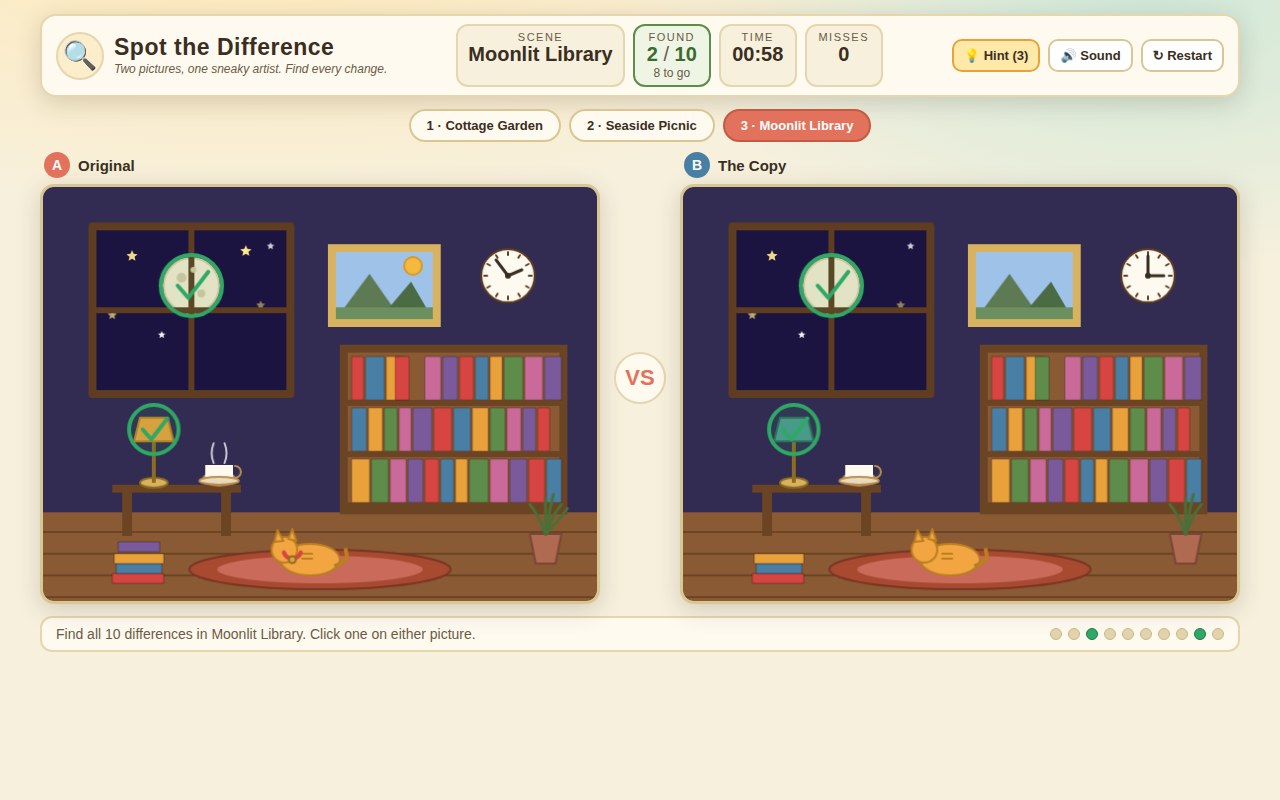 Spot the Difference
Two pictures, one sneaky artist. Find every change.
SCENE
Moonlit Library
FOUND
2 / 10
8 to go
TIME
00:58
MISSES
0
💡 Hint (3)
🔊 Sound
↻ Restart
1 · Cottage Garden
2 · Seaside Picnic
3 · Moonlit Library
A Original
B The Copy
VS
Find all 10 differences in Moonlit Library. Click one on either picture.